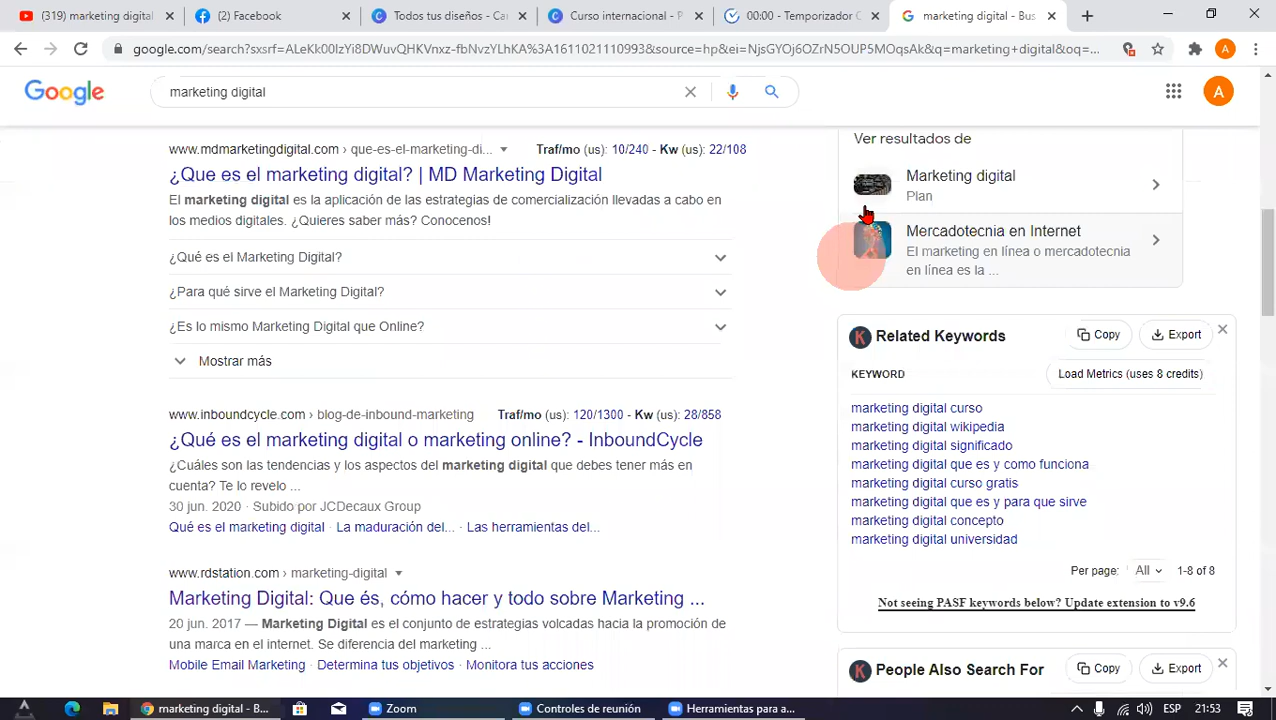 (319) marketing digital
(2) Facebook
Todos tus diseños - Can
Curso internacional - P
00:00 - Temporizador C
marketing digital - Bus
google.com/search?sxsrf=ALeKk00IzYi8DWuvQHKVnxz-fbNvzYLhKA%3A1611021110993&source=hp&ei=NjsGYOj6OZrN5OUP5MOqsAk&q=marketing+digital&oq=...
A
Google
marketing digital
A
www.mdmarketingdigital.com › que-es-el-marketing-di...
Traf/mo (us): 10/240 - Kw (us): 22/108
¿Que es el marketing digital? | MD Marketing Digital
El marketing digital es la aplicación de las estrategias de comercialización llevadas a cabo en
los medios digitales. ¿Quieres saber más? Conocenos!
¿Qué es el Marketing Digital?
¿Para qué sirve el Marketing Digital?
¿Es lo mismo Marketing Digital que Online?
Mostrar más
www.inboundcycle.com › blog-de-inbound-marketing
Traf/mo (us): 120/1300 - Kw (us): 28/858
¿Qué es el marketing digital o marketing online? - InboundCycle
¿Cuáles son las tendencias y los aspectos del marketing digital que debes tener más en
cuenta? Te lo revelo ...
30 jun. 2020 · Subido por JCDecaux Group
Qué es el marketing digital · La maduración del... · Las herramientas del...
www.rdstation.com › marketing-digital
Marketing Digital: Que és, cómo hacer y todo sobre Marketing ...
20 jun. 2017 — Marketing Digital es el conjunto de estrategias volcadas hacia la promoción de
una marca en el internet. Se diferencia del marketing ...
Mobile Email Marketing · Determina tus objetivos · Monitora tus acciones
Ver resultados de
Marketing digital
Plan
Mercadotecnia en Internet
El marketing en línea o mercadotecnia
en línea es la ...
K
Related Keywords
Copy
Export
KEYWORD
Load Metrics (uses 8 credits)
marketing digital curso
marketing digital wikipedia
marketing digital significado
marketing digital que es y como funciona
marketing digital curso gratis
marketing digital que es y para que sirve
marketing digital concepto
marketing digital universidad
Per page:
All
1-8 of 8
Not seeing PASF keywords below? Update extension to v9.6
K
People Also Search For
Copy
Export
marketing digital - B...
Zoom
Controles de reunión
Herramientas para a...
ESP
21:53